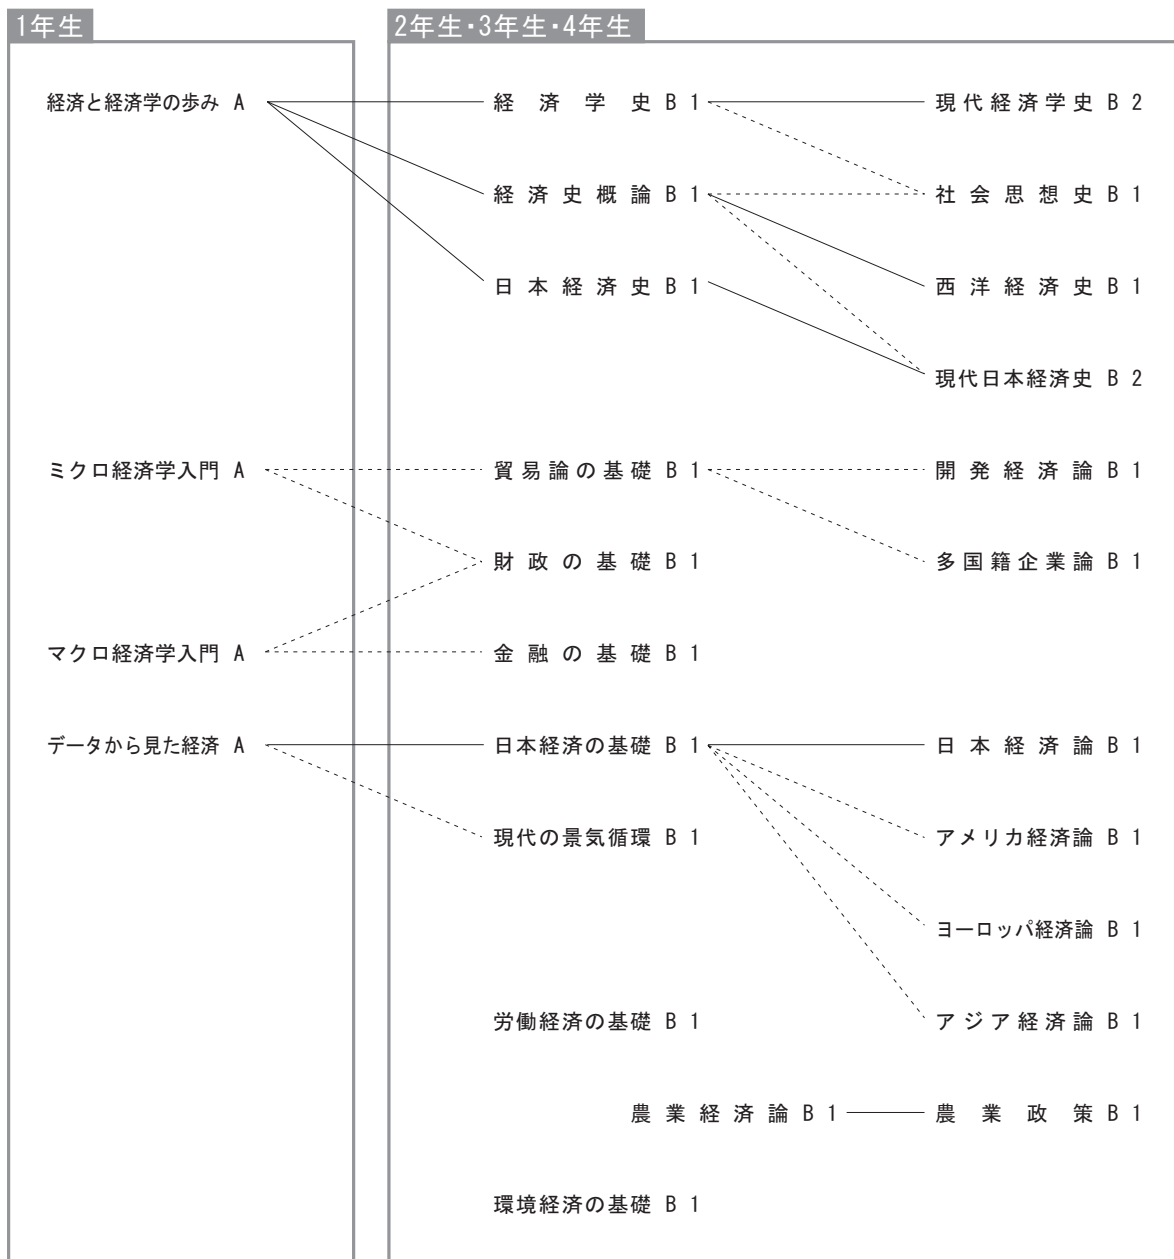 1年生 2年生・3年生・4年生
経済と経済学の歩み A 経済学史 B 1 現代経済学史 B 2
経済史概論 B 1 社会思想史 B 1
日本経済史 B 1 西洋経済史 B 1
現代日本経済史 B 2
ミクロ経済学入門 A 貿易論の基礎 B 1 開発経済論 B 1
財政の基礎 B 1 多国籍企業論 B 1
マクロ経済学入門 A 金融の基礎 B 1
データから見た経済 A 日本経済の基礎 B 1 日本経済論 B 1
現代の景気循環 B 1 アメリカ経済論 B 1
ヨーロッパ経済論 B 1
労働経済の基礎 B 1 アジア経済論 B 1
農業経済論 B 1 農業政策 B 1
環境経済の基礎 B 1